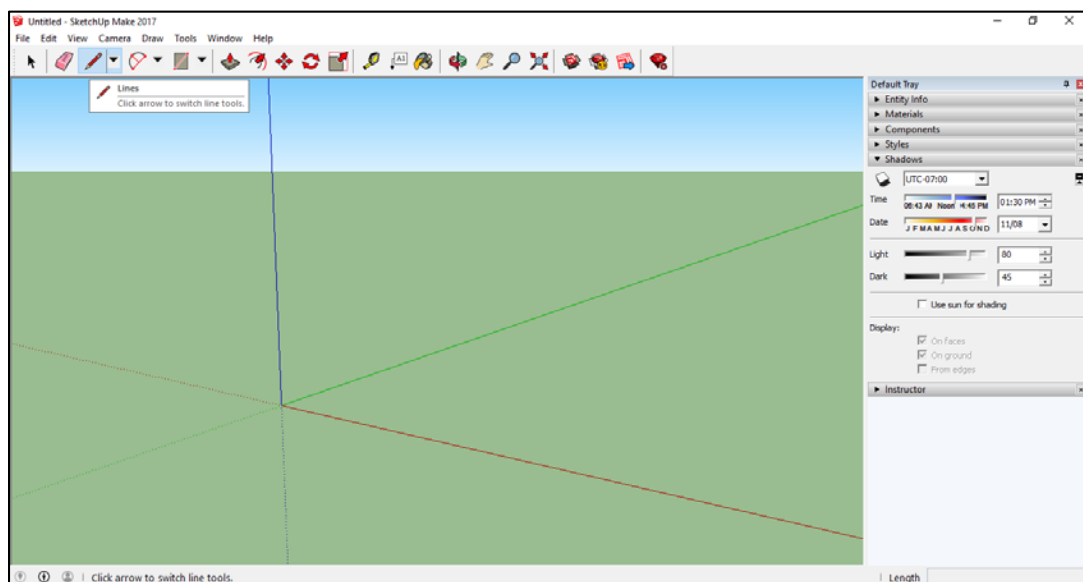 Untitled - SketchUp Make 2017
File Edit View Camera Draw Tools Window Help
A1
Lines
Click arrow to switch line tools.
Default Tray
Entity Info
Materials
Components
Styles
Shadows
UTC-07:00
Time
06:43 AM Noon 4:45 PM
01:30 PM
Date
J F M A M J J A S O N D
11/08
Light
80
Dark
45
Use sun for shading
Display:
On faces
On ground
From edges
Instructor
Click arrow to switch line tools.
Length